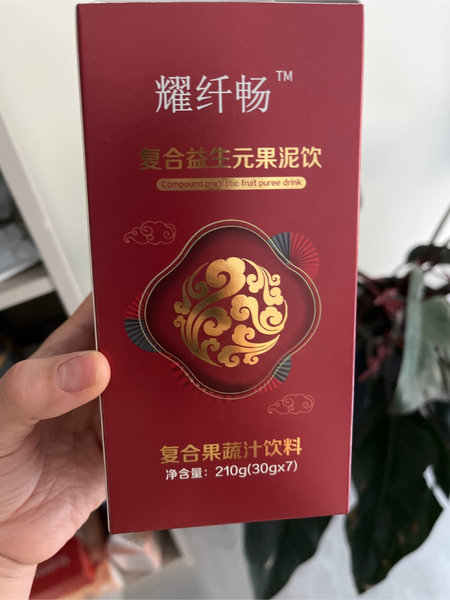 耀纤畅™
复合益生元果泥饮
Compound prebiotic fruit puree drink
复合果蔬汁饮料
净含量：210g(30gx7)